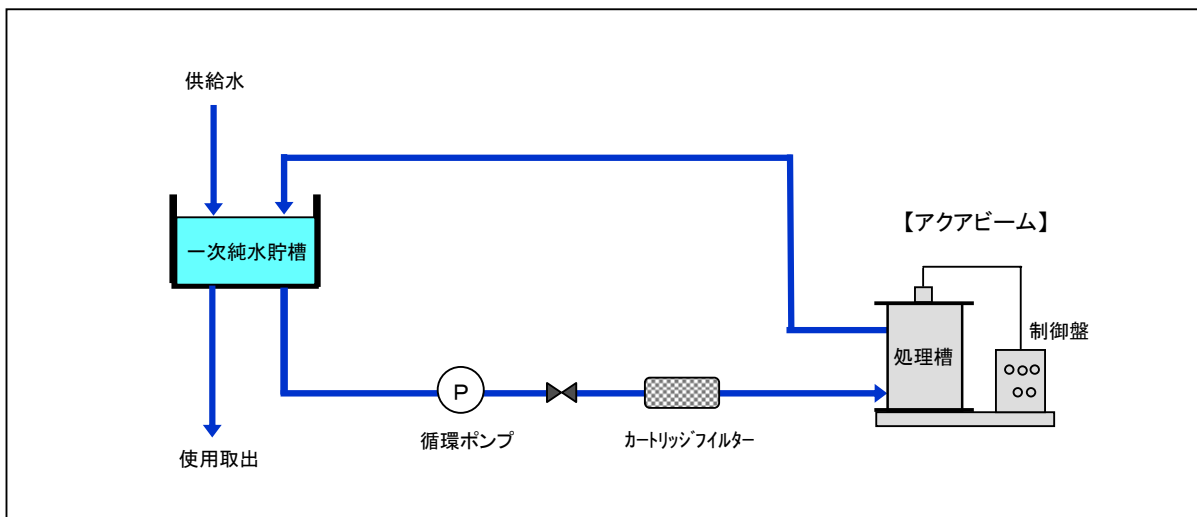 供給水
【アクアビーム】
一次純水貯槽
制御盤
処理槽
P
循環ポンプ
ｶｰﾄﾘｯｼﾞﾌｲﾙﾀｰ
使用取出